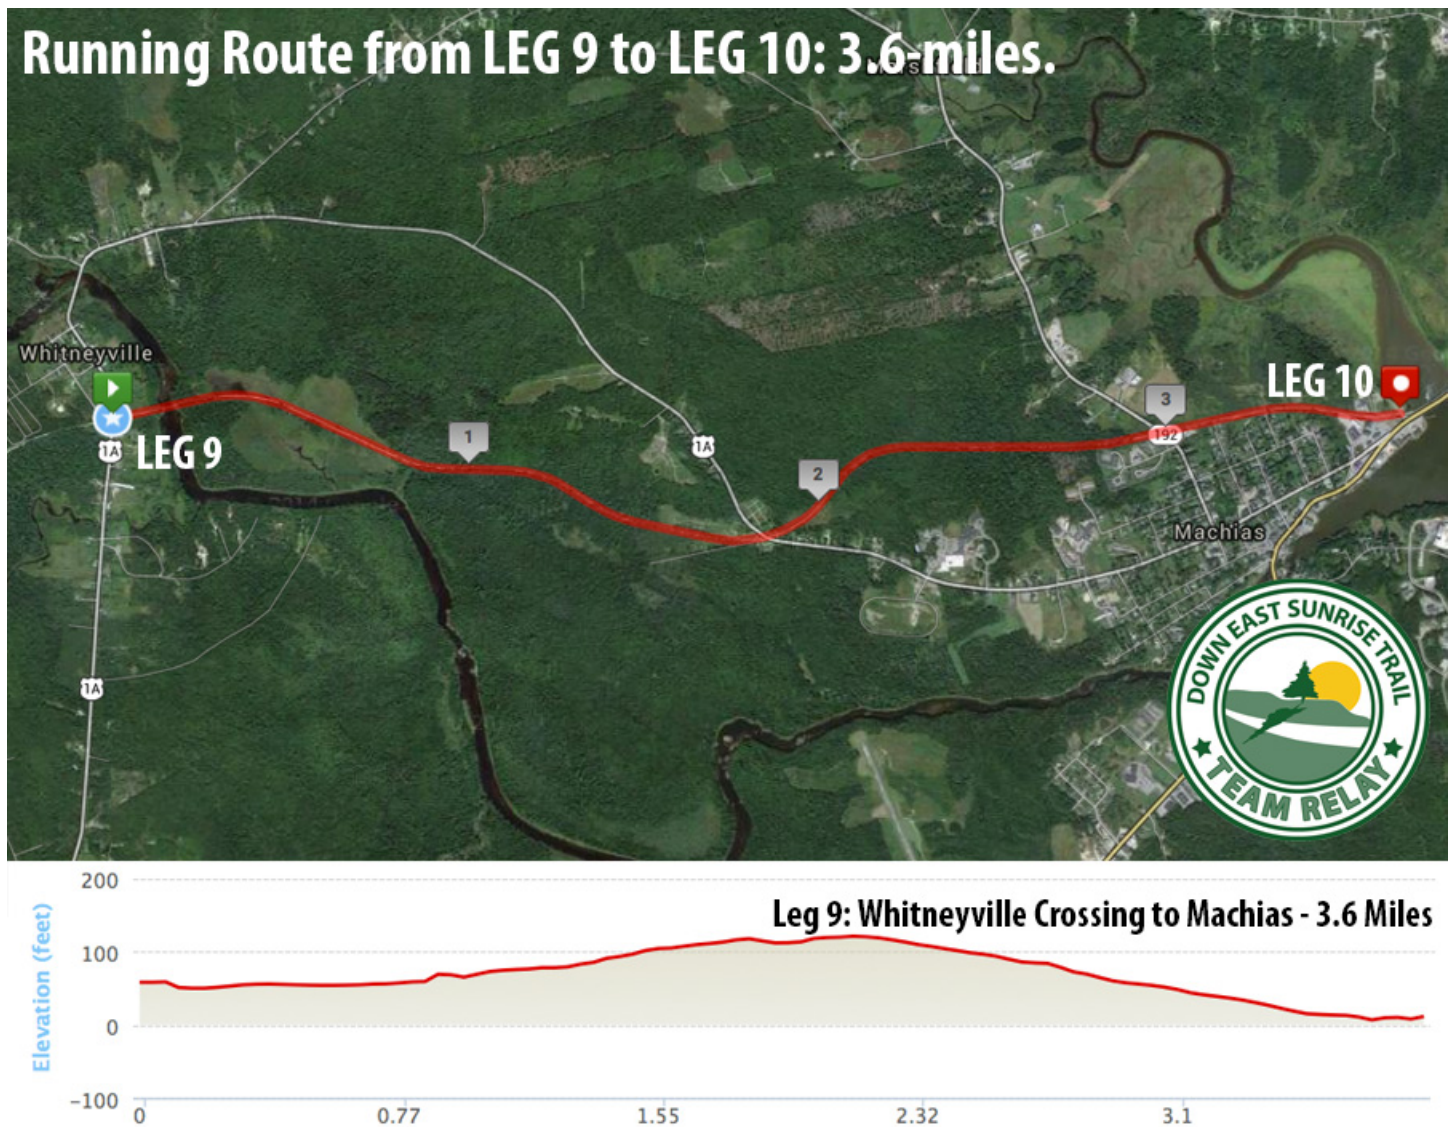 Running Route from LEG 9 to LEG 10: 3.6-miles.
Whitneyville
LEG 10
3
192
1A
LEG 9
1
1A
2
Machias
1A
DOWN EAST SUNRISE TRAIL
TEAM RELAY
Leg 9: Whitneyville Crossing to Machias - 3.6 Miles
Elevation (feet)
200
100
0
-100
0
0.77
1.55
2.32
3.1